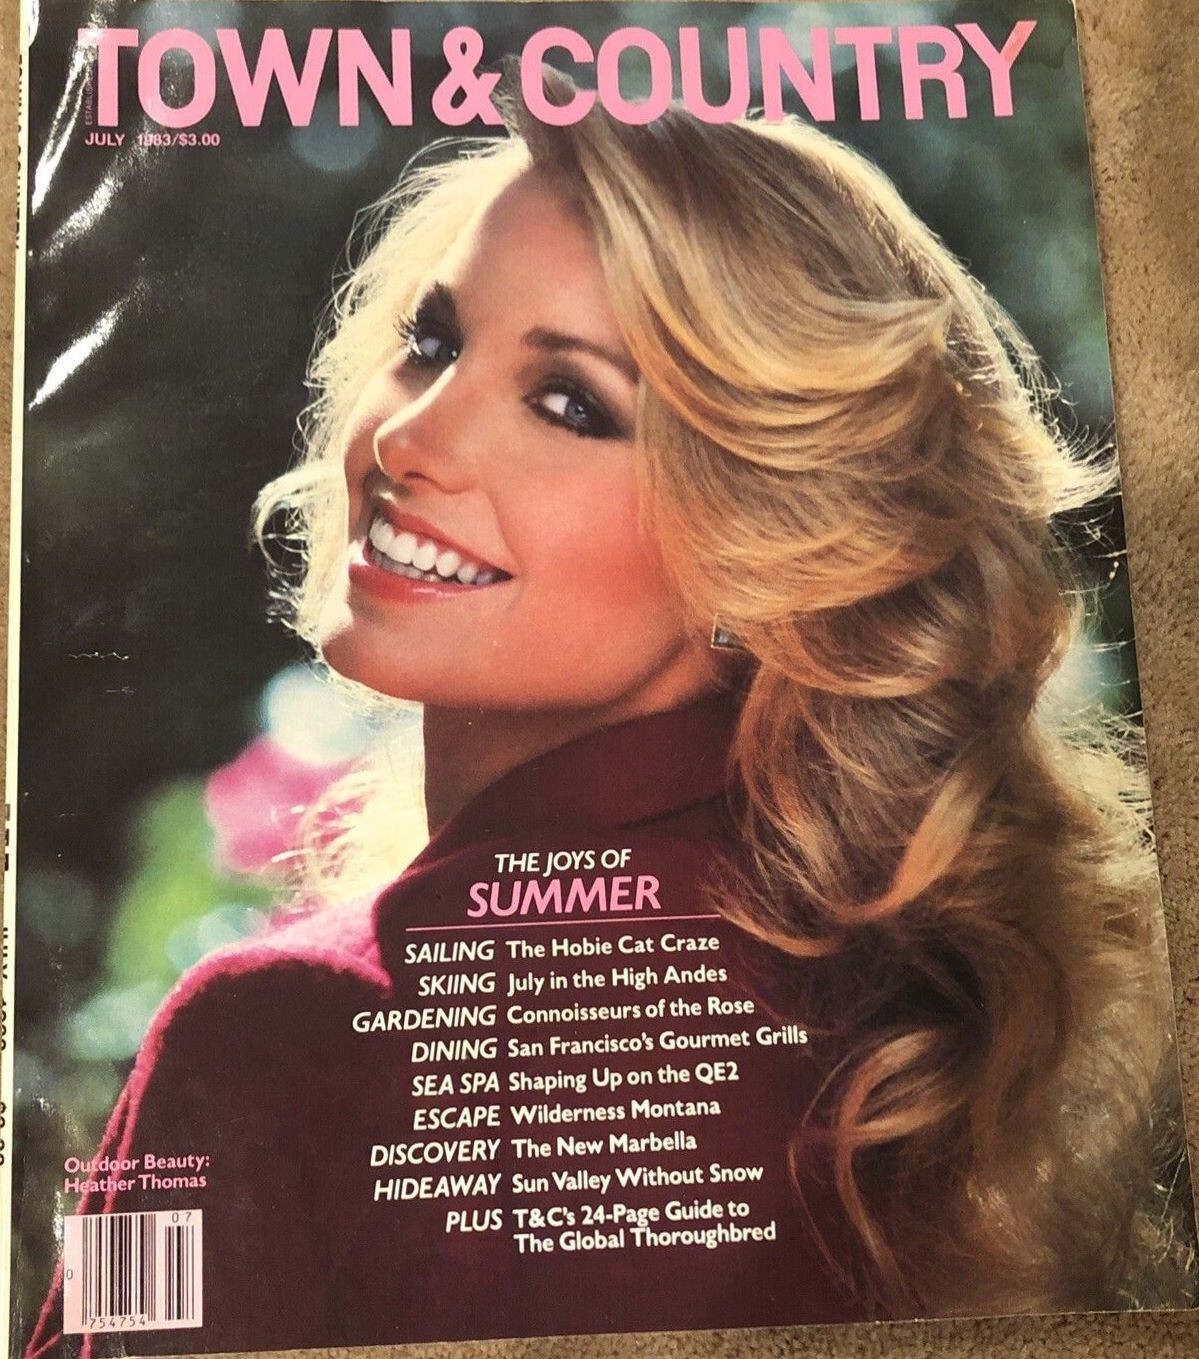 TOWN & COUNTRY
JULY 1983/$3.00
THE JOYS OF
SUMMER
SAILING The Hobie Cat Craze
SKIING July in the High Andes
GARDENING Connoisseurs of the Rose
DINING San Francisco's Gourmet Grills
SEA SPA Shaping Up on the QE2
ESCAPE Wilderness Montana
DISCOVERY The New Marbella
HIDEAWAY Sun Valley Without Snow
PLUS T&C's 24-Page Guide to
The Global Thoroughbred
Outdoor Beauty:
Heather Thomas
07
0
754754